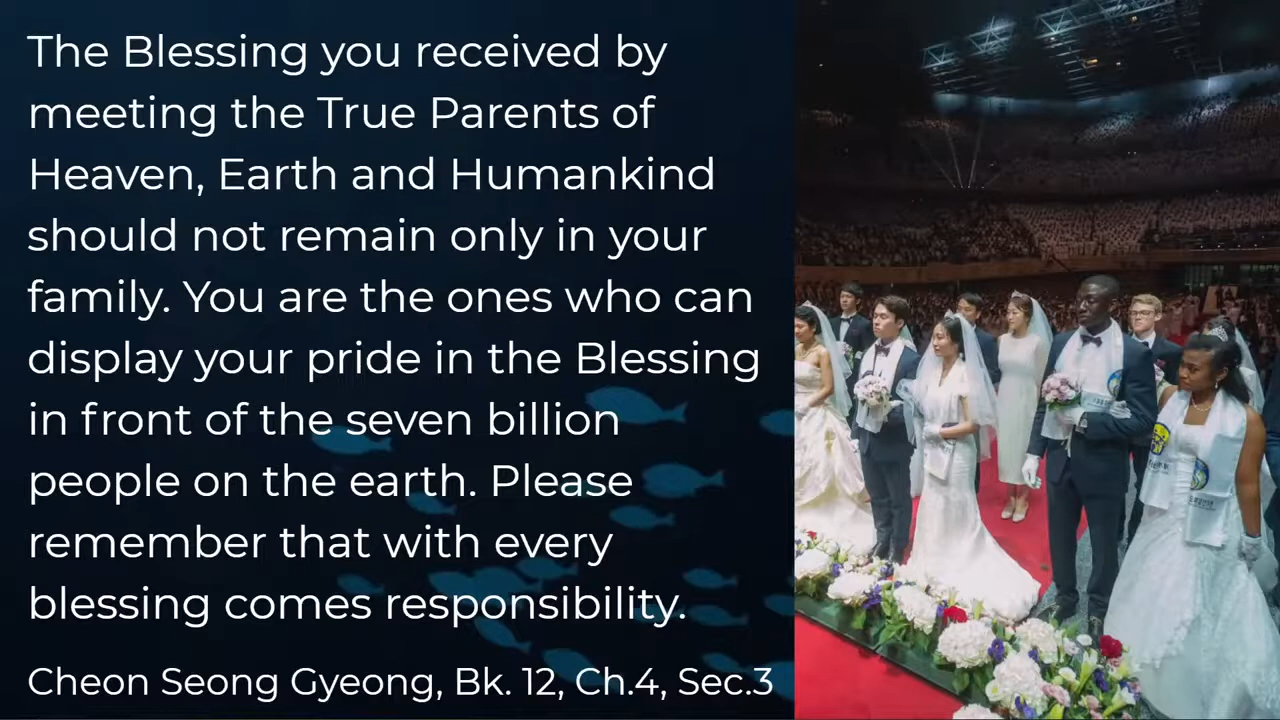 The Blessing you received by
meeting the True Parents of
Heaven, Earth and Humankind
should not remain only in your
family. You are the ones who can
display your pride in the Blessing
in front of the seven billion
people on the earth. Please
remember that with every
blessing comes responsibility.
Cheon Seong Gyeong, Bk. 12, Ch.4, Sec.3